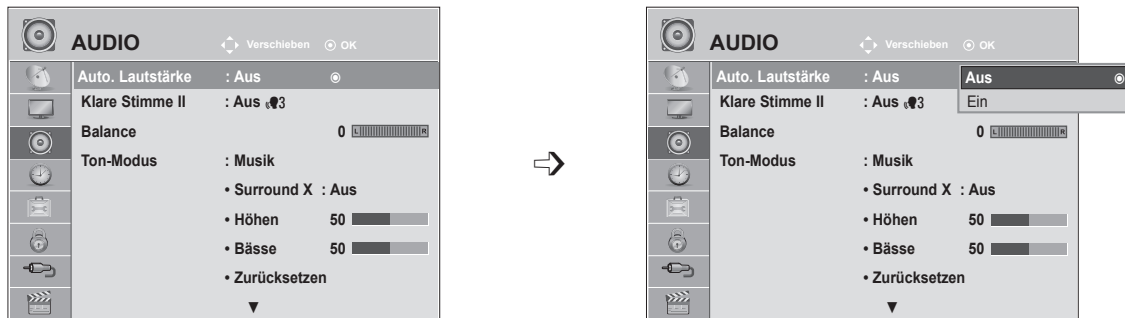 AUDIO Verschieben OK
Auto. Lautstärke : Aus
Klare Stimme II : Aus 3
Balance 0 L R
Ton-Modus : Musik
• Surround X : Aus
• Höhen 50
• Bässe 50
• Zurücksetzen
AUDIO Verschieben OK
Auto. Lautstärke : Aus
Klare Stimme II : Aus 3
Balance 0 L R
Ton-Modus : Musik
• Surround X : Aus
• Höhen 50
• Bässe 50
• Zurücksetzen
Aus
Ein